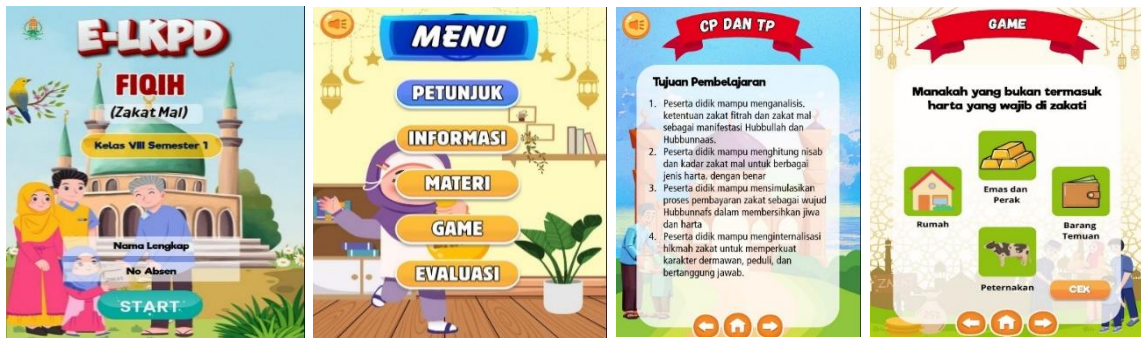 E-LKPD
FIQIH
(Zakat Mal)
Kelas VIII Semester 1
Nama Lengkap
No Absen
START
MENU
PETUNJUK
INFORMASI
MATERI
GAME
EVALUASI
CP DAN TP
Tujuan Pembelajaran
1. Peserta didik mampu menganalisis.
ketentuan zakat fitrah dan zakat mal
sebagai manifestasi Hubbullah dan
Hubbunnaas.
2. Peserta didik mampu menghitung nisab
dan kadar zakat mal untuk berbagai
jenis harta. dengan benar
3. Peserta didik mampu mensimulasikan
proses pembayaran zakat sebagai wujud
Hubbunnafs dalam membersihkan jiwa
dan harta
4. Peserta didik mampu menginternalisasi
hikmah zakat untuk memperkuat
karakter dermawan, peduli, dan
bertanggung jawab.
GAME
Manakah yang bukan termasuk
harta yang wajib di zakati
Emas dan
Perak
Rumah
Barang
Temuan
Peternakan
CEK